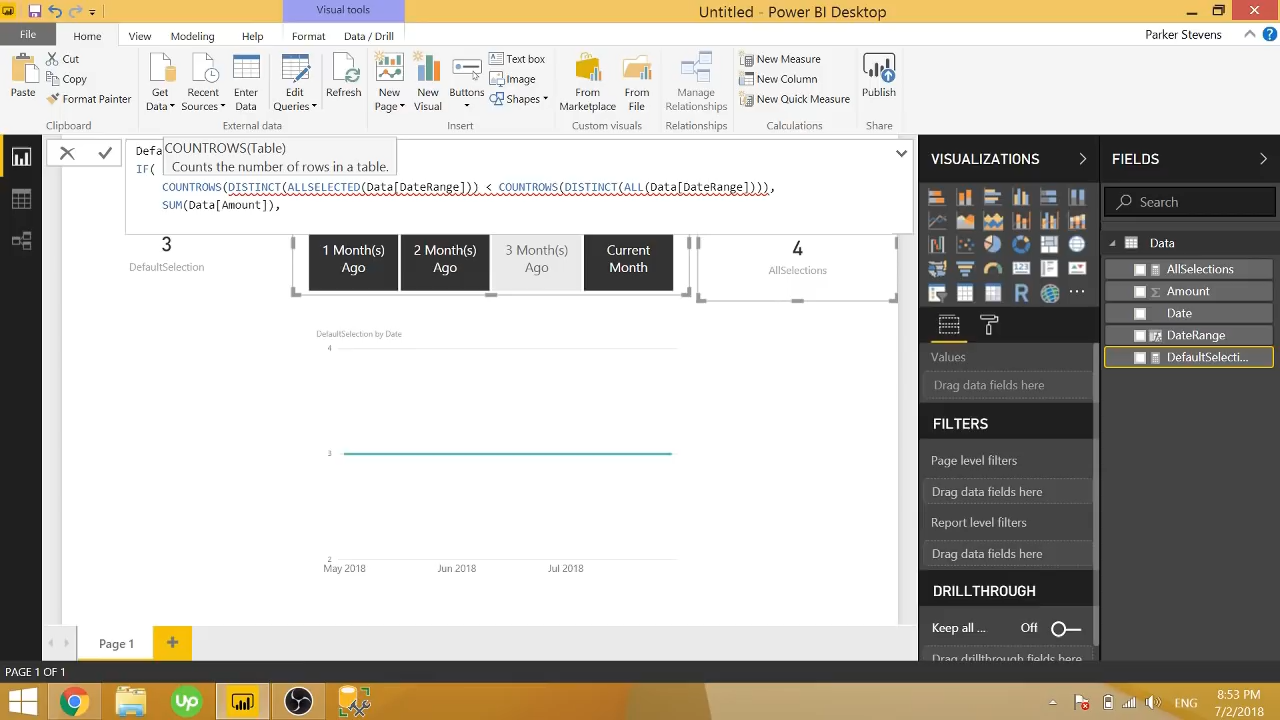 Visual tools
Untitled - Power BI Desktop
File
Home
View
Modeling
Help
Format
Data / Drill
Parker Stevens
Paste
Cut
Copy
Format Painter
Get Data
Recent Sources
Enter Data
Edit Queries
Refresh
New Page
New Visual
Buttons
Text box
Image
Shapes
From Marketplace
From File
Manage Relationships
New Measure
New Column
New Quick Measure
Publish
Clipboard
External data
Insert
Custom visuals
Relationships
Calculations
Share
Defa
COUNTROWS(Table)
Counts the number of rows in a table.
IF(
COUNTROWS(DISTINCT(ALLSELECTED(Data[DateRange])) < COUNTROWS(DISTINCT(ALL(Data[DateRange]))),
SUM(Data[Amount]),
3
DefaultSelection
1 Month(s) Ago
2 Month(s) Ago
3 Month(s) Ago
Current Month
4
AllSelections
DefaultSelection by Date
4
3
2
May 2018
Jun 2018
Jul 2018
VISUALIZATIONS
R
Values
Drag data fields here
FILTERS
Page level filters
Drag data fields here
Report level filters
Drag data fields here
DRILLTHROUGH
Keep all ...
Off
Drag drillthrough fields here
FIELDS
Search
Data
AllSelections
Amount
Date
DateRange
DefaultSelecti...
Page 1
PAGE 1 OF 1
up
ENG
8:53 PM
7/2/2018